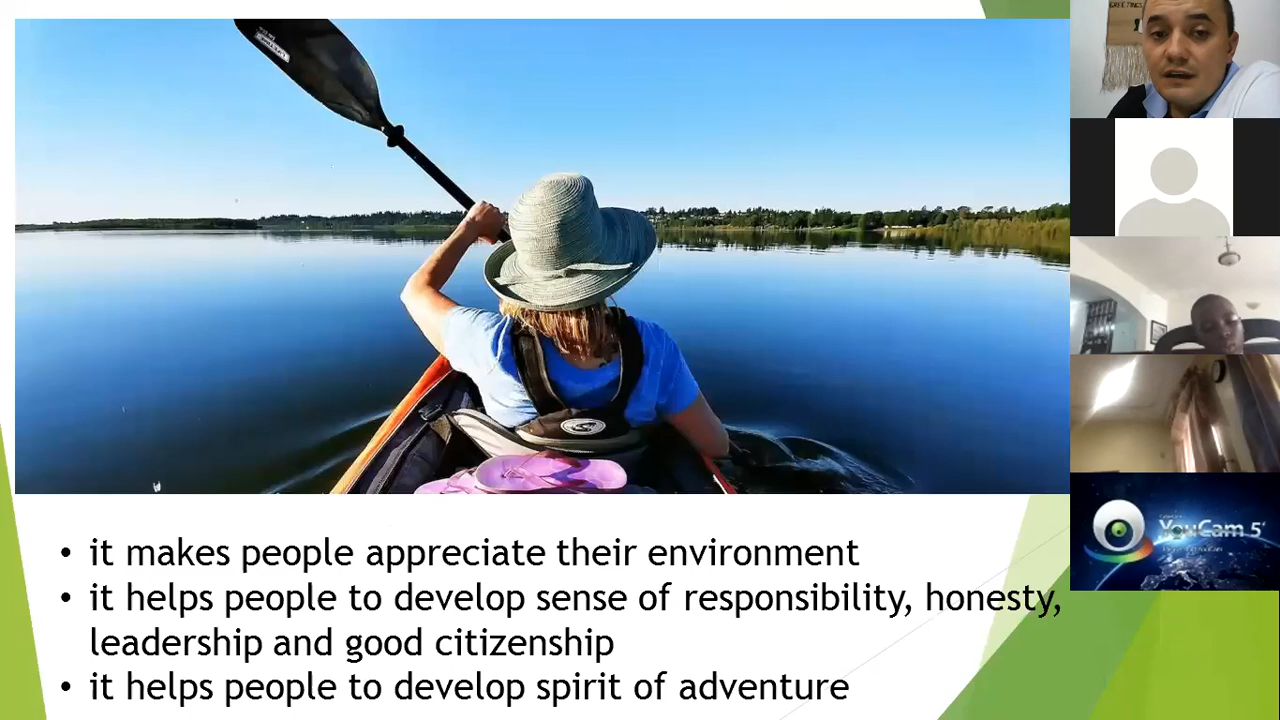 GREETINGS
• it makes people appreciate their environment
• it helps people to develop sense of responsibility, honesty,
leadership and good citizenship
• it helps people to develop spirit of adventure
YouCam 5